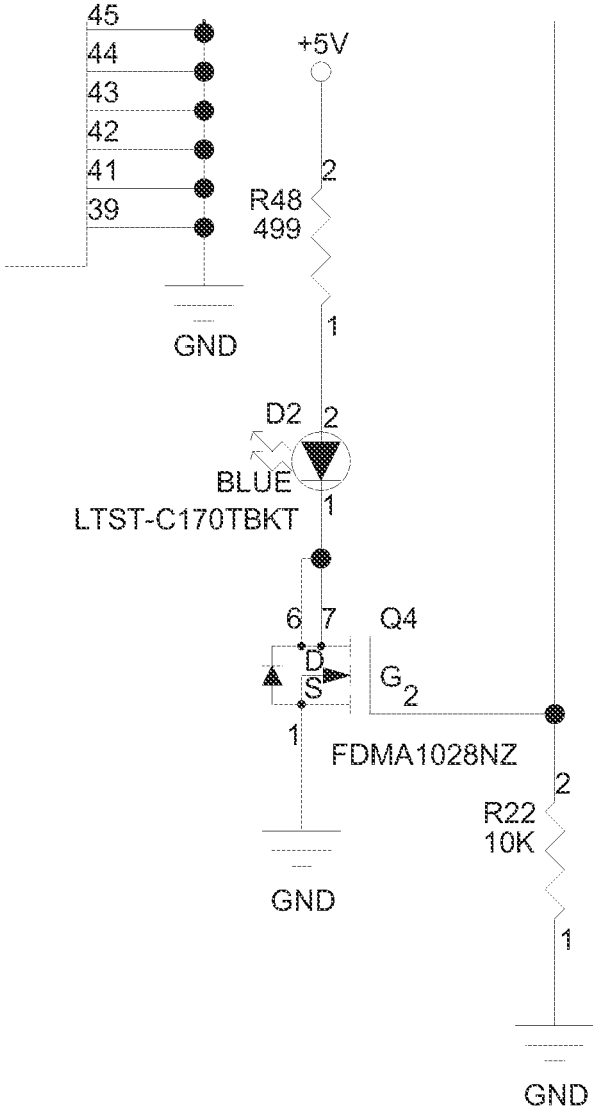 45
44
43
42
41
39
GND
+5V
2
R48
499
1
D2 2
BLUE
1
LTST-C170TBKT
6 7 Q4
D
S
G 2
1
FDMA1028NZ
GND
2
R22
10K
1
GND